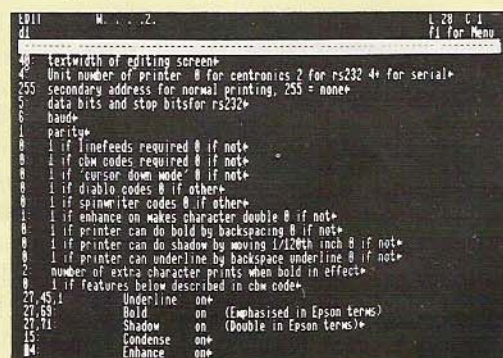 EDIT W. . . .2. L 28 C 1
d1 f1 for Menu
40: textwidth of editing screen←
4 Unit number of printer 0 for centronics 2 for rs232 4+ for serial←
255 secondary address for normal printing, 255 = none←
5: data bits and stop bitsfor rs232←
6 baud←
1 parity←
0 1 if linefeeds required 0 if not←
0 1 if cbm codes required 0 if not←
0 1 if 'cursor down mode' 0 if not←
0 1 if diablo codes 0 if other←
0 1 if spinwriter codes 0 if other←
1: 1 if enhance on makes character double 0 if not←
0 1 if printer can do bold by backspacing 0 if not←
0 1 if printer can do shadow by moving 1/120th inch 0 if not←
0: 1 if printer can underline by backspace underline 0 if not←
2 number of extra character prints when bold in effect←
0: 1 if features below described in cbm code←
27,45,1 Underline on←
27,69: Bold on (Emphasised in Epson terms)
27,71: Shadow on (Double in Epson terms)←
15: Condense on←
14: Enhance on←